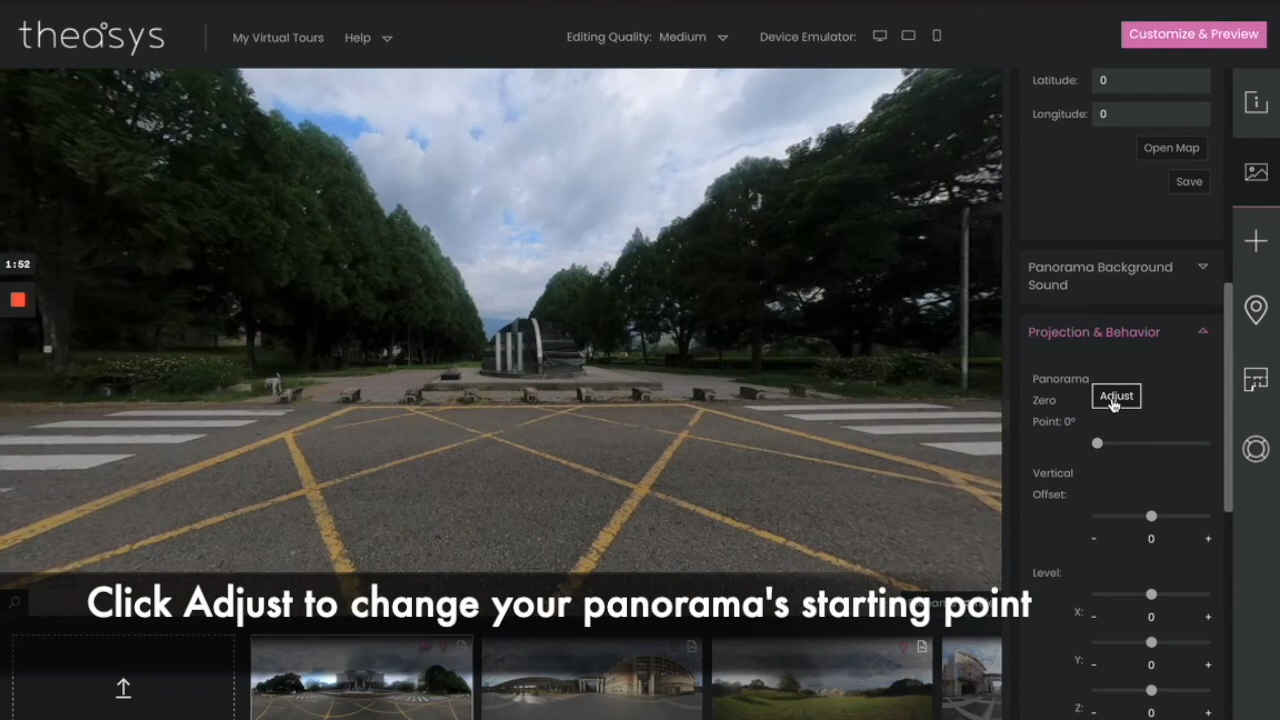 theasys
My Virtual Tours
Help
Editing Quality: Medium
Device Emulator:
Customize & Preview
Latitude: 0
Longitude: 0
Open Map
Save
1:52
Panorama Background
Sound
Projection & Behavior
Panorama
Zero
Point: 0°
Adjust
Vertical
Offset:
- 0 +
Level:
X: - 0 +
Y: - 0 +
Z: - 0 +
Click Adjust to change your panorama's starting point